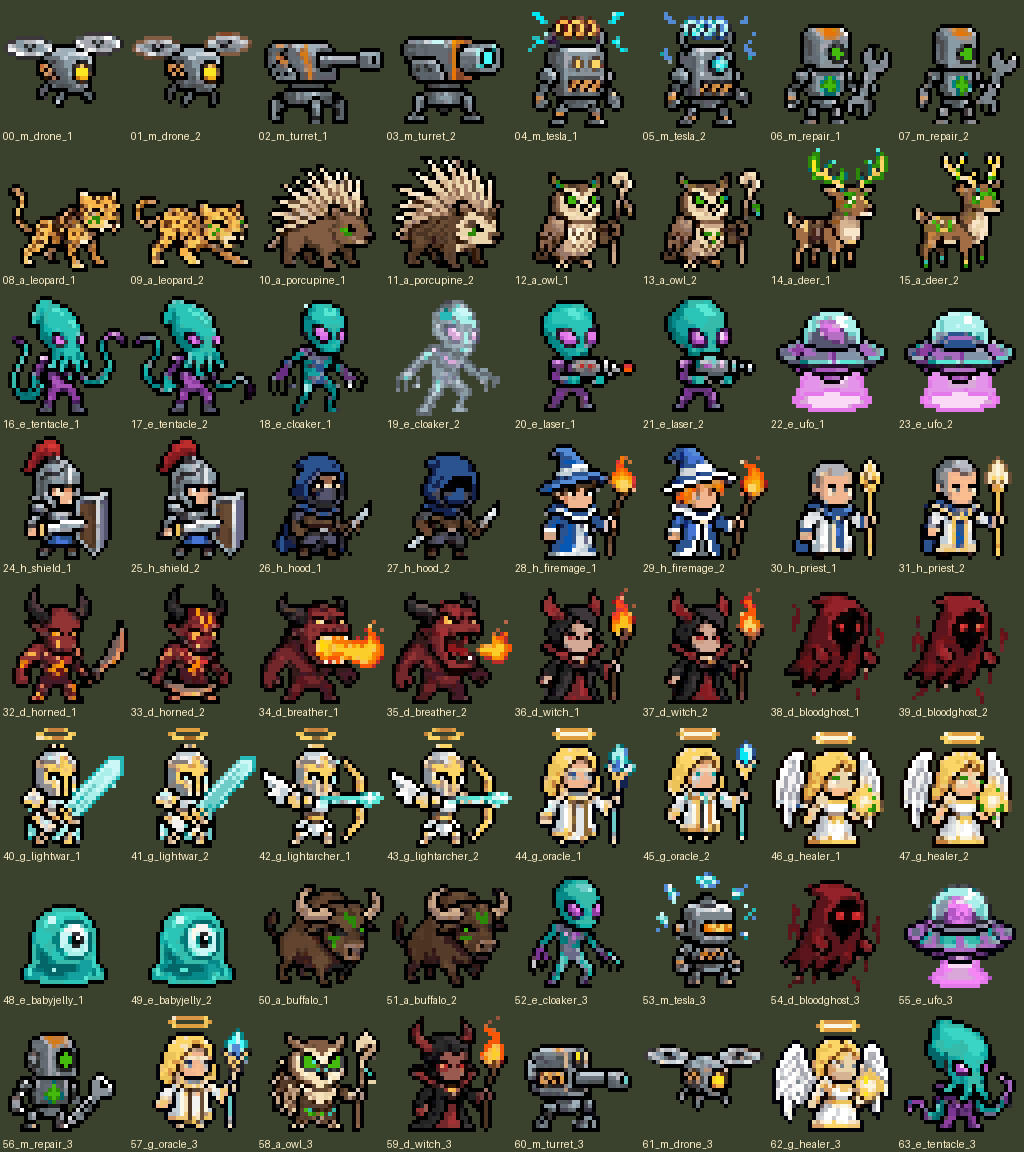 00_m_drone_1 01_m_drone_2 02_m_turret_1 03_m_turret_2 04_m_tesla_1 05_m_tesla_2 06_m_repair_1 07_m_repair_2
08_a_leopard_1 09_a_leopard_2 10_a_porcupine_1 11_a_porcupine_2 12_a_owl_1 13_a_owl_2 14_a_deer_1 15_a_deer_2
16_e_tentacle_1 17_e_tentacle_2 18_e_cloaker_1 19_e_cloaker_2 20_e_laser_1 21_e_laser_2 22_e_ufo_1 23_e_ufo_2
24_h_shield_1 25_h_shield_2 26_h_hood_1 27_h_hood_2 28_h_firemage_1 29_h_firemage_2 30_h_priest_1 31_h_priest_2
32_d_horned_1 33_d_horned_2 34_d_breather_1 35_d_breather_2 36_d_witch_1 37_d_witch_2 38_d_bloodghost_1 39_d_bloodghost_2
40_g_lightwar_1 41_g_lightwar_2 42_g_lightarcher_1 43_g_lightarcher_2 44_g_oracle_1 45_g_oracle_2 46_g_healer_1 47_g_healer_2
48_e_babyjelly_1 49_e_babyjelly_2 50_a_buffalo_1 51_a_buffalo_2 52_e_cloaker_3 53_m_tesla_3 54_d_bloodghost_3 55_e_ufo_3
56_m_repair_3 57_g_oracle_3 58_a_owl_3 59_d_witch_3 60_m_turret_3 61_m_drone_3 62_g_healer_3 63_e_tentacle_3